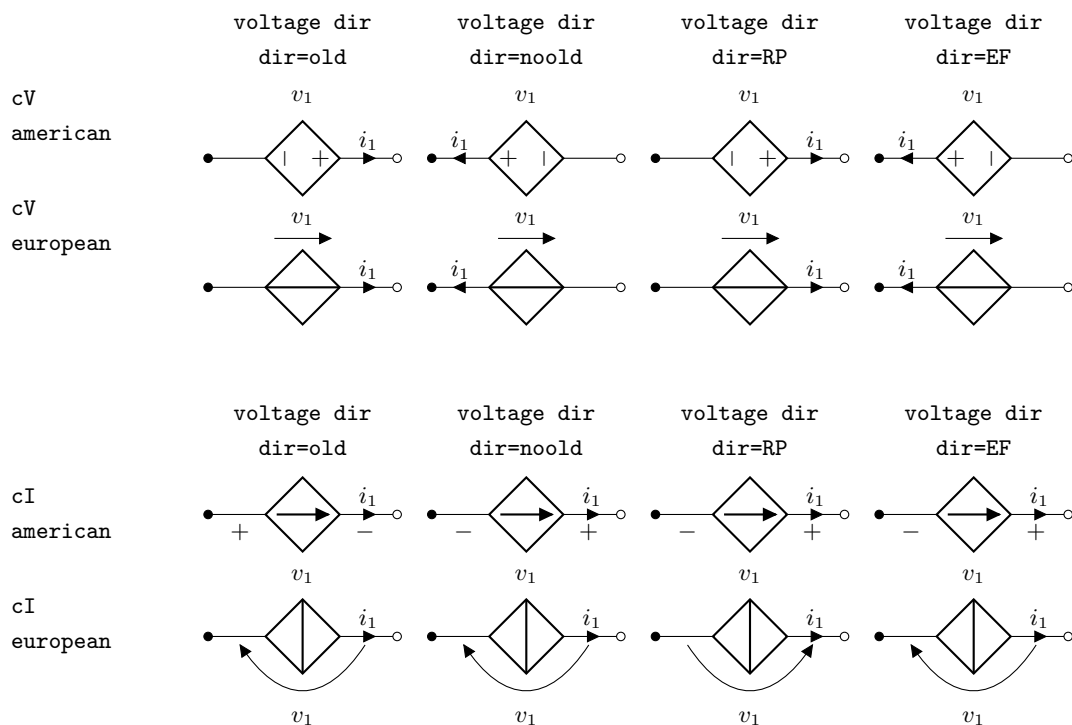 voltage dir voltage dir voltage dir voltage dir
dir=old dir=noold dir=RP dir=EF
cV
american
v₁ v₁ v₁ v₁
i₁ i₁ i₁ i₁
− + + − − + + −
cV
european
v₁ v₁ v₁ v₁
i₁ i₁ i₁ i₁
voltage dir voltage dir voltage dir voltage dir
dir=old dir=noold dir=RP dir=EF
cI
american
i₁ i₁ i₁ i₁
+ − − + − + − +
v₁ v₁ v₁ v₁
cI
european
i₁ i₁ i₁ i₁
v₁ v₁ v₁ v₁